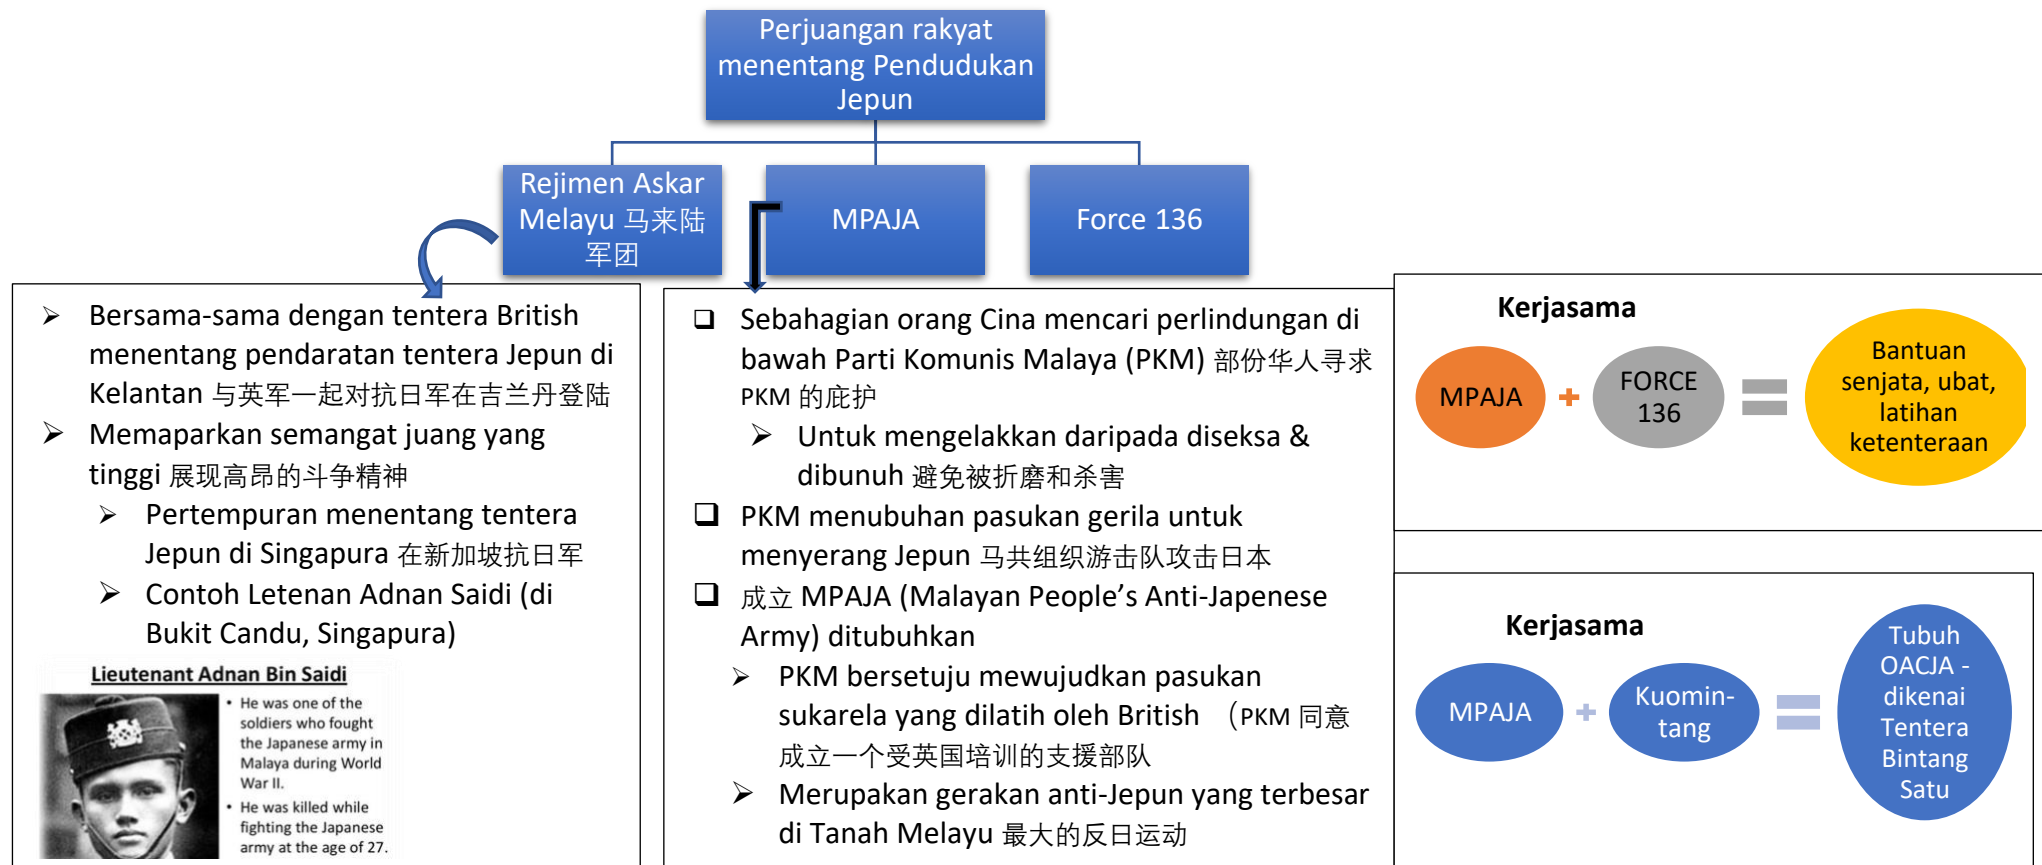 Perjuangan rakyat
menentang Pendudukan
Jepun
Rejimen Askar
Melayu 马来陆
军团
MPAJA
Force 136
➢ Bersama-sama dengan tentera British
menentang pendaratan tentera Jepun di
Kelantan 与英军一起对抗日军在吉兰丹登陆
➢ Memaparkan semangat juang yang
tinggi 展现高昂的斗争精神
➢ Pertempuran menentang tentera
Jepun di Singapura 在新加坡抗日军
➢ Contoh Letenan Adnan Saidi (di
Bukit Candu, Singapura)
Lieutenant Adnan Bin Saidi
• He was one of the
soldiers who fought
the Japanese army in
Malaya during World
War II.
• He was killed while
fighting the Japanese
army at the age of 27.
❑ Sebahagian orang Cina mencari perlindungan di
bawah Parti Komunis Malaya (PKM) 部份华人寻求
PKM 的庇护
➢ Untuk mengelakkan daripada diseksa &
dibunuh 避免被折磨和杀害
❑ PKM menubuhan pasukan gerila untuk
menyerang Jepun 马共组织游击队攻击日本
❑ 成立 MPAJA (Malayan People’s Anti-Japenese
Army) ditubuhkan
➢ PKM bersetuju mewujudkan pasukan
sukarela yang dilatih oleh British （PKM 同意
成立一个受英国培训的支援部队
➢ Merupakan gerakan anti-Jepun yang terbesar
di Tanah Melayu 最大的反日运动
Kerjasama
MPAJA
+
FORCE
136
=
Bantuan
senjata, ubat,
latihan
ketenteraan
Kerjasama
MPAJA
+
Kuomin-
tang
=
Tubuh
OACJA -
dikenai
Tentera
Bintang
Satu